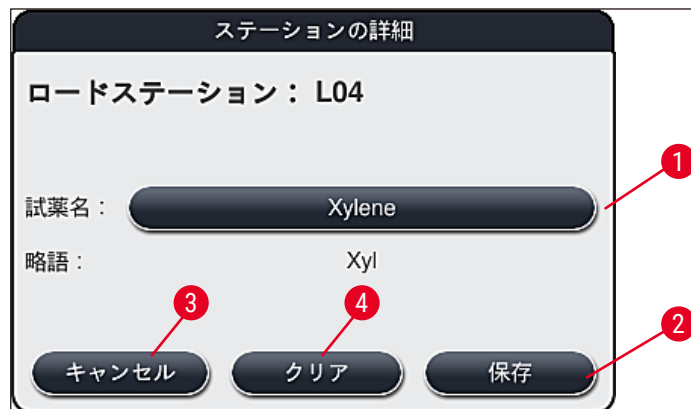 ステーションの詳細
ロードステーション： L04
1
試薬名： Xylene
略語： Xyl
3 4 2
キャンセル クリア 保存